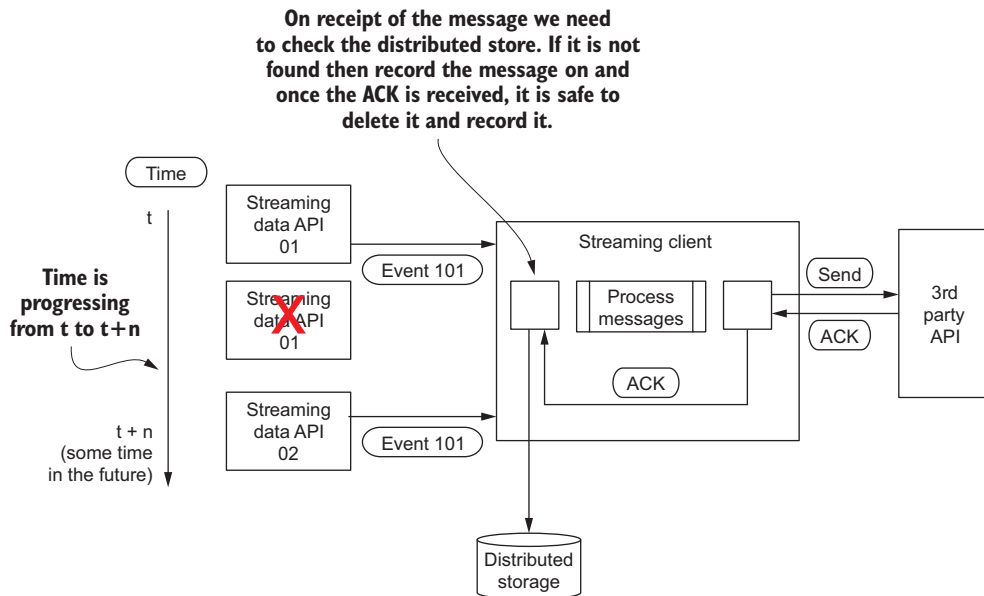 On receipt of the message we need
to check the distributed store. If it is not
found then record the message on and
once the ACK is received, it is safe to
delete it and record it.
Time
t
Time is
progressing
from t to t+n
t + n
(some time
in the future)
Streaming
data API
01
Event 101
Streaming
data API
01
Streaming
data API
02
Event 101
Streaming client
Process
messages
ACK
Send
ACK
3rd
party
API
Distributed
storage